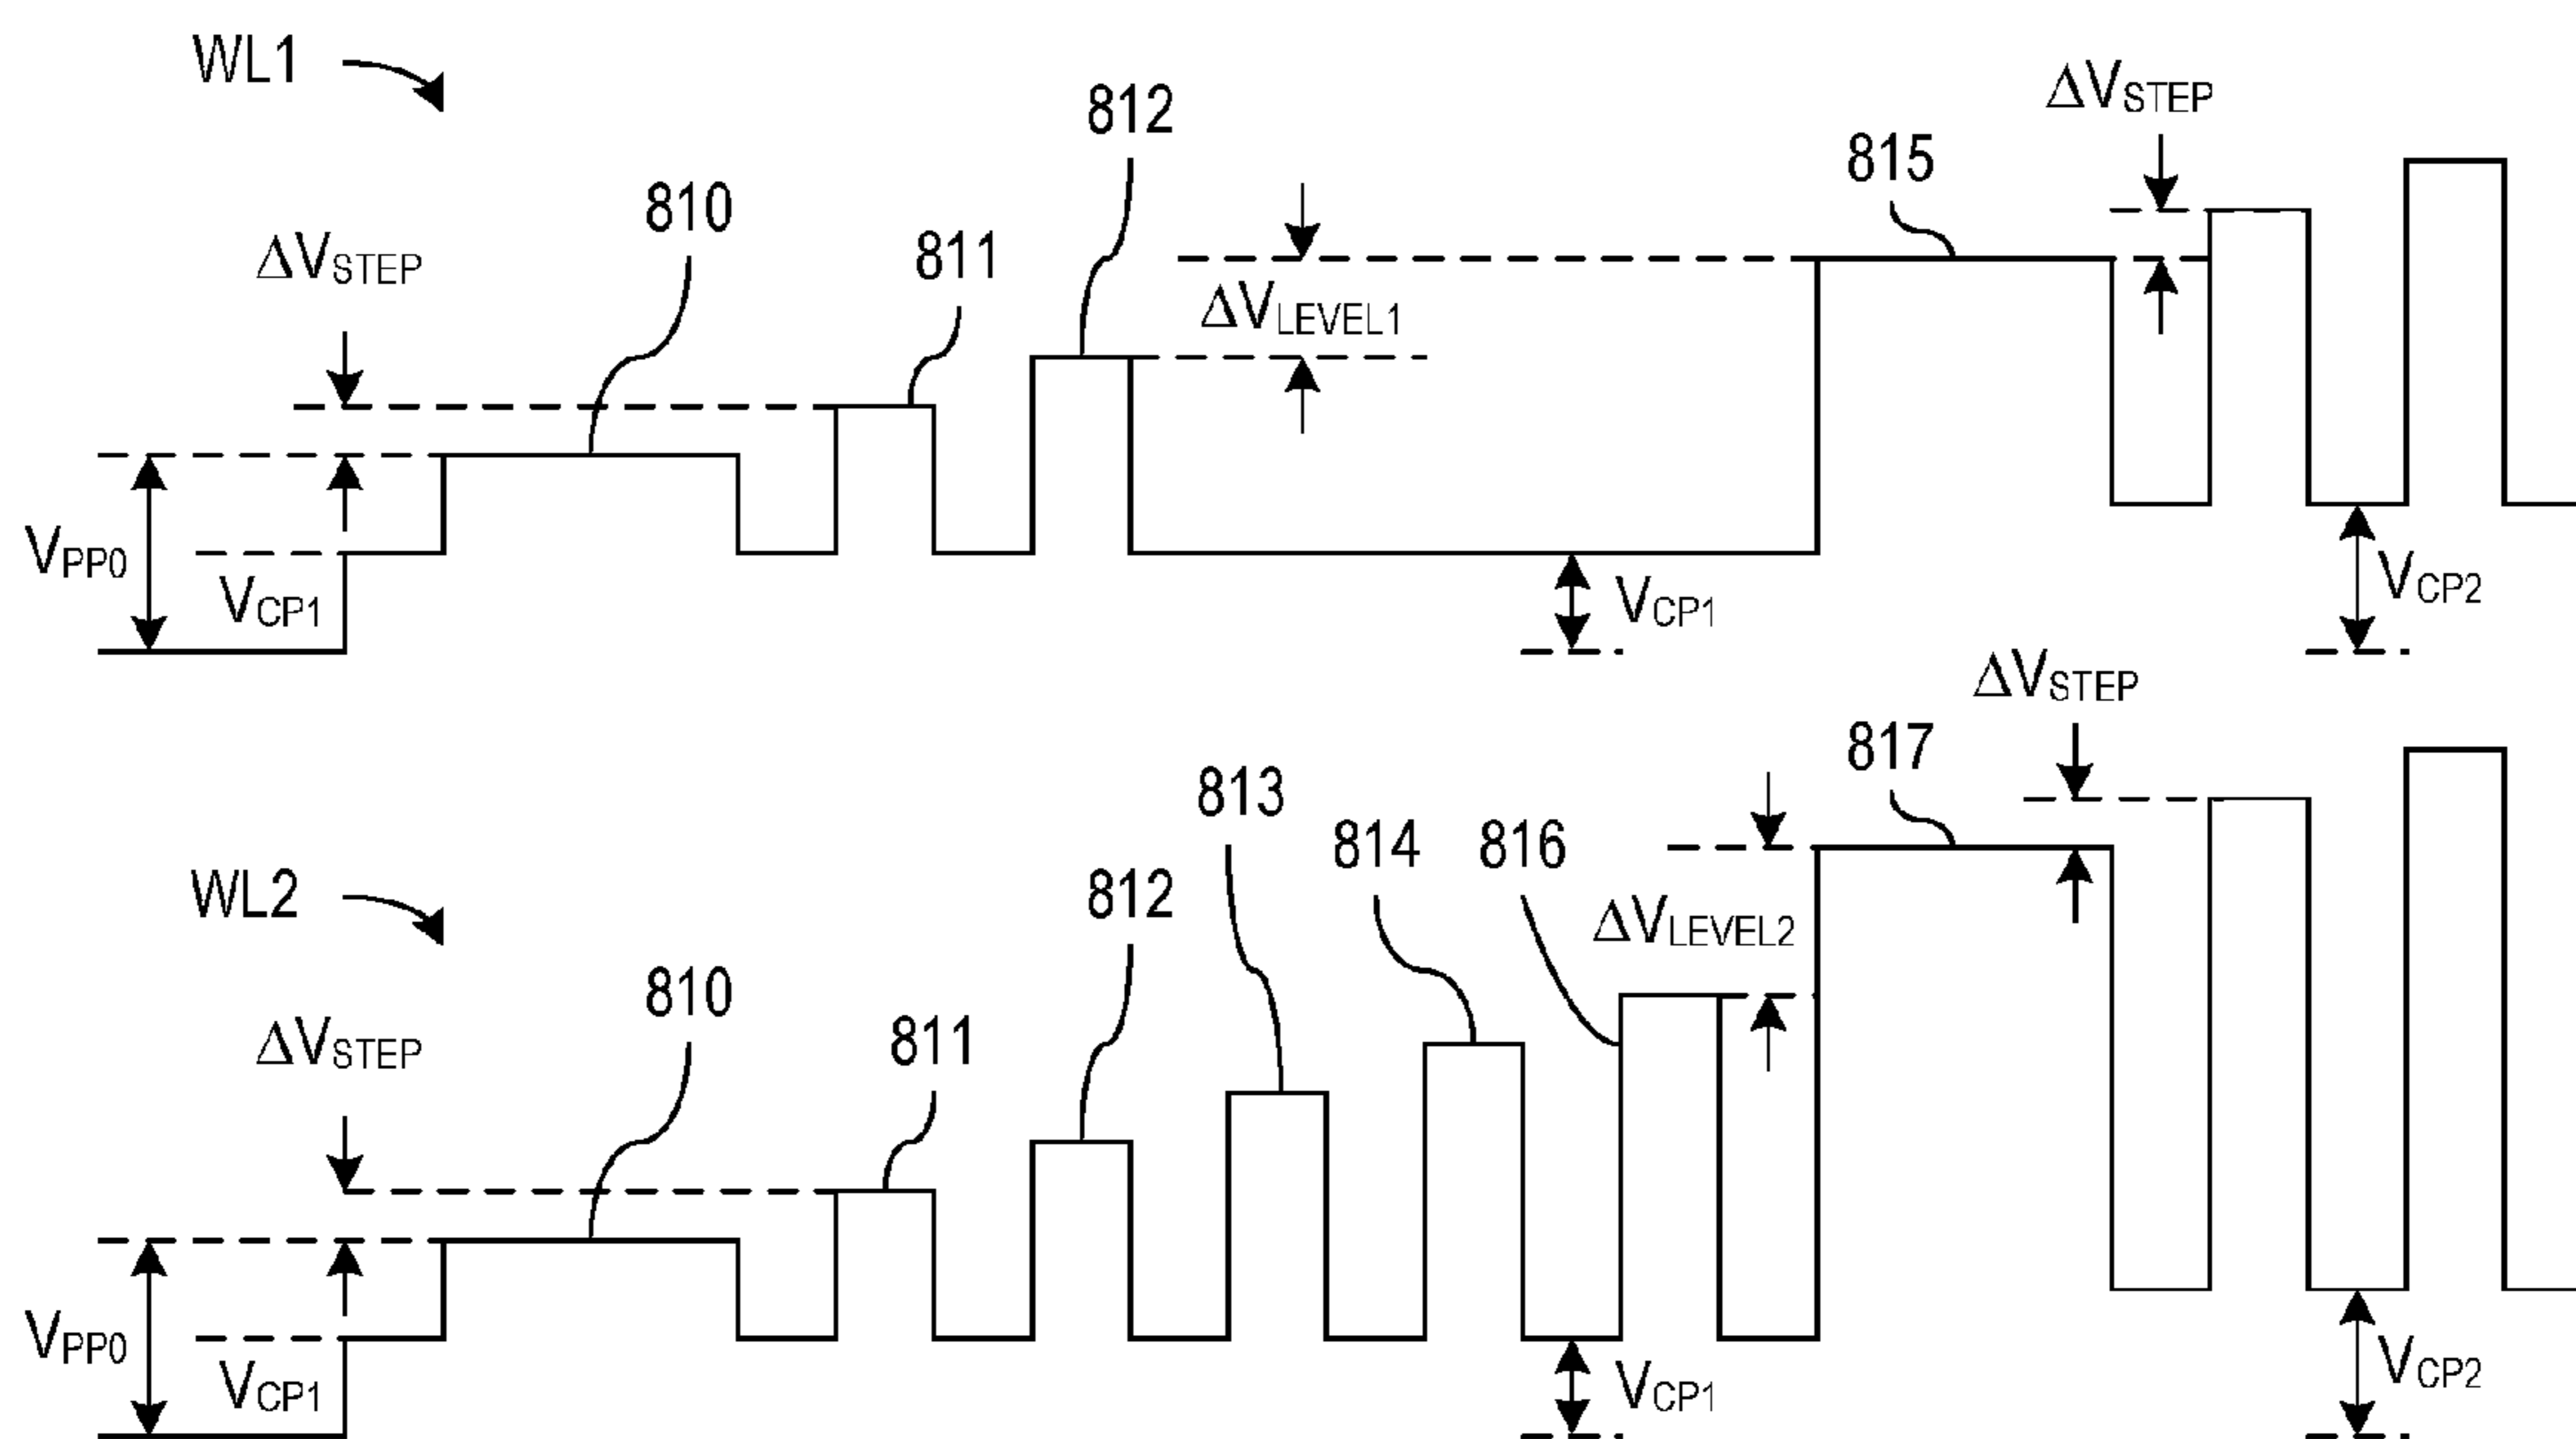 WL1
ΔVSTEP
812
815
810
ΔVSTEP
811
ΔVLEVEL1
VPP0
VCP1
VCP1
VCP2
ΔVSTEP
817
813
814
816
812
WL2
ΔVLEVEL2
810
811
ΔVSTEP
VPP0
VCP1
VCP1
VCP2